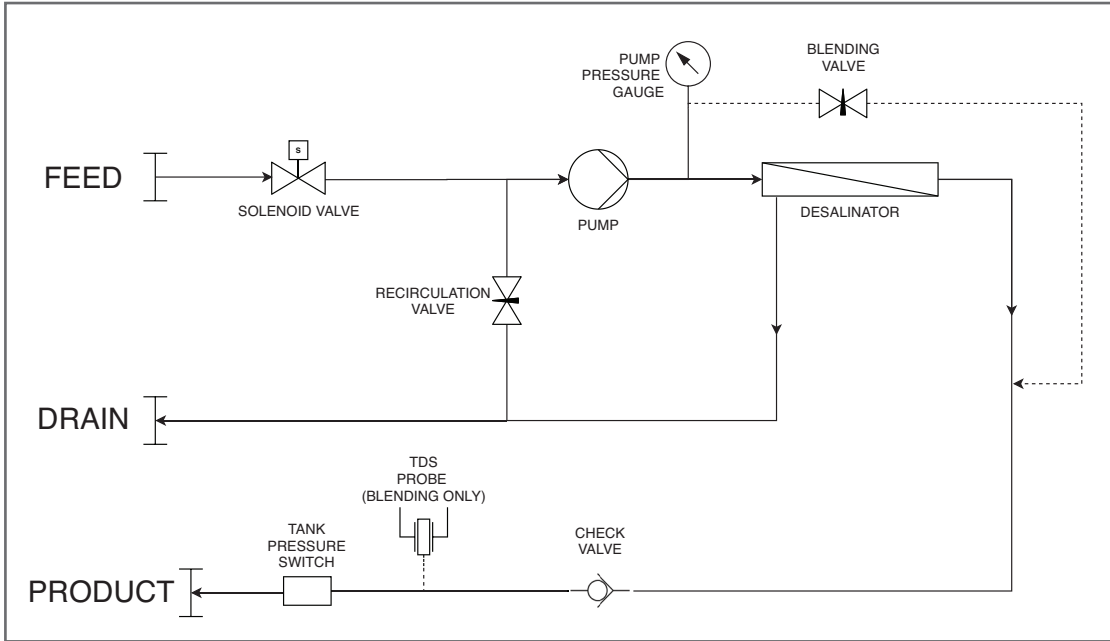 PUMP
PRESSURE
GAUGE
BLENDING
VALVE
S
FEED
SOLENOID VALVE
PUMP
DESALINATOR
RECIRCULATION
VALVE
DRAIN
TDS
PROBE
(BLENDING ONLY)
TANK
PRESSURE
SWITCH
CHECK
VALVE
PRODUCT